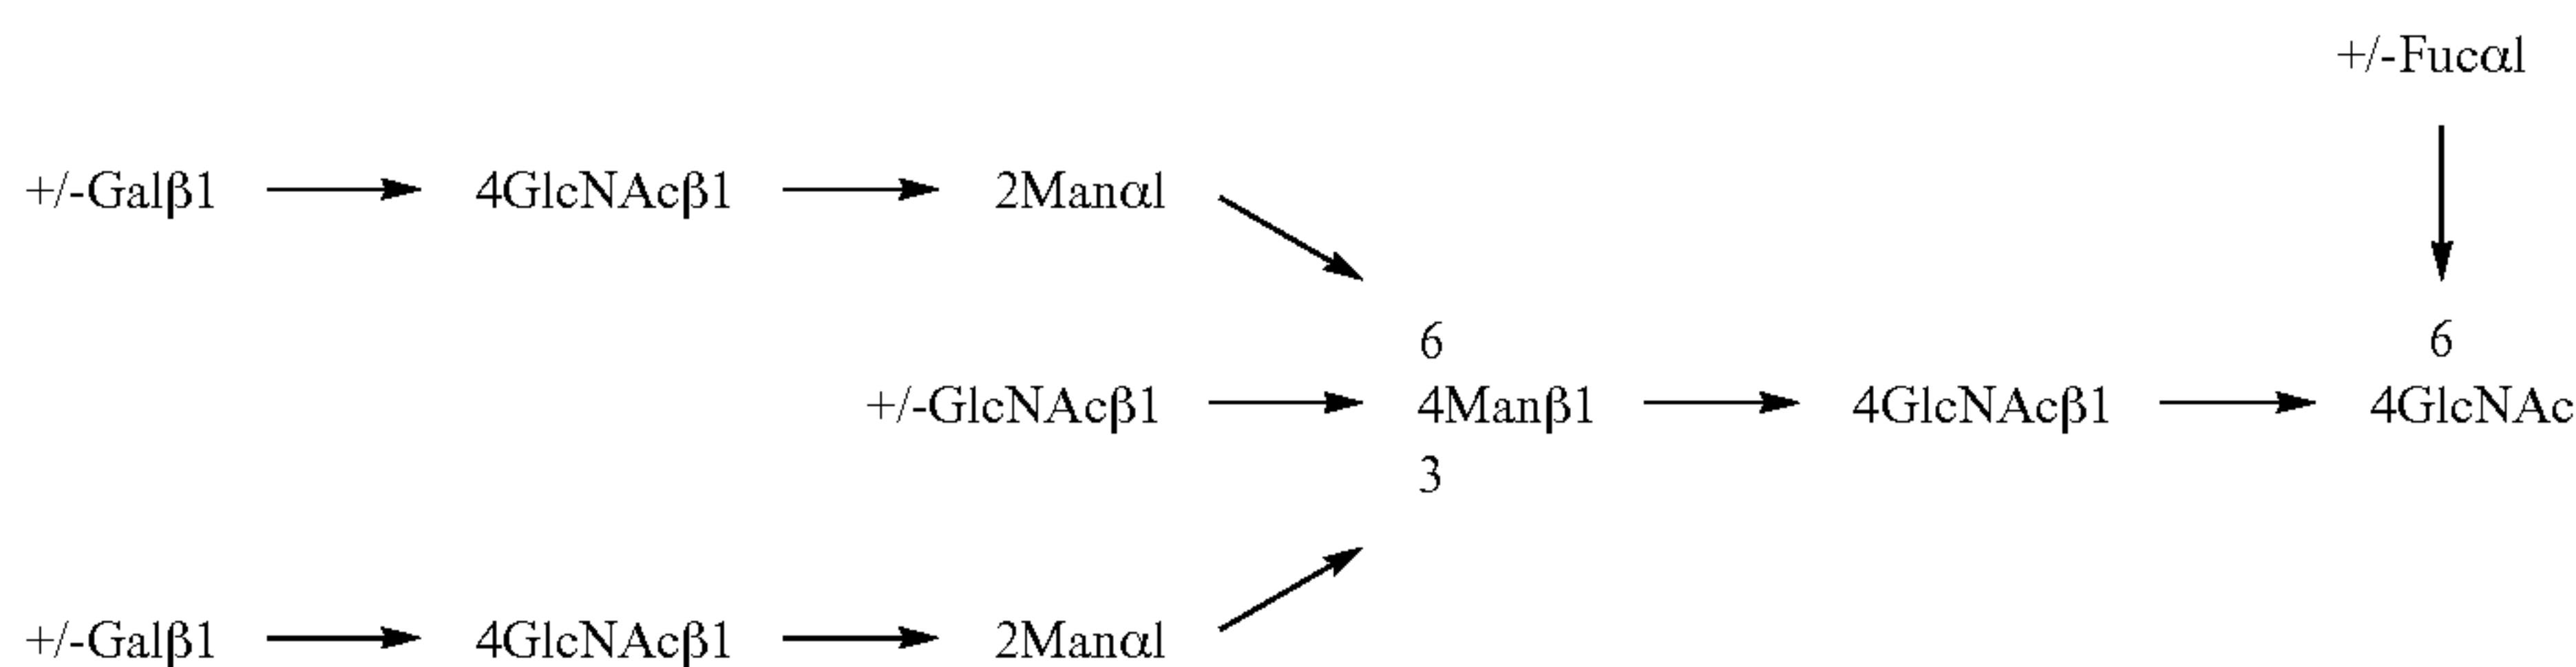 +/-Fucαl
+/-Galβ1 4GlcNAcβ1 2Manαl
6 6
+/-GlcNAcβ1 4Manβ1 4GlcNAcβ1 4GlcNAc
3
+/-Galβ1 4GlcNAcβ1 2Manαl